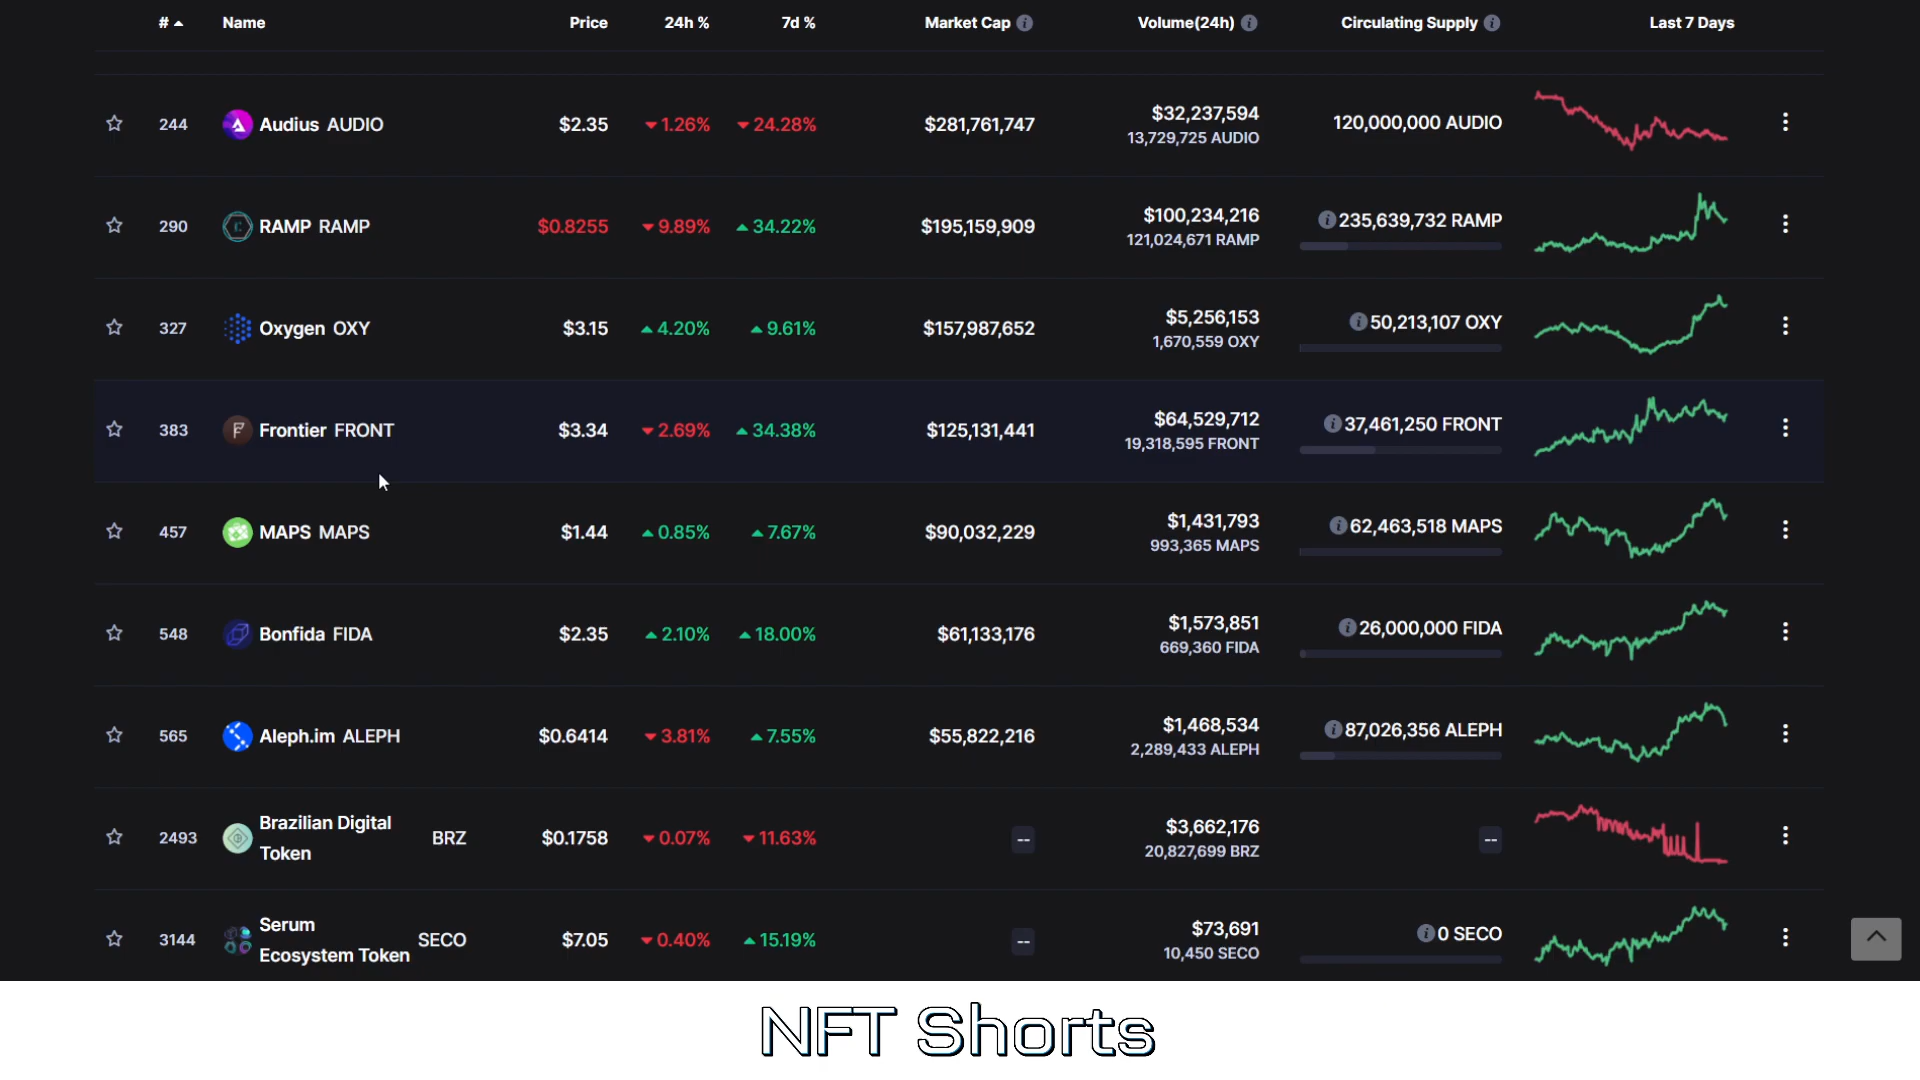 # Name Price 24h % 7d % Market Cap Volume(24h) Circulating Supply Last 7 Days
244 Audius AUDIO $2.35 1.26% 24.28% $281,761,747 $32,237,594 120,000,000 AUDIO
13,729,725 AUDIO
290 RAMP RAMP $0.8255 9.89% 34.22% $195,159,909 $100,234,216 235,639,732 RAMP
121,024,671 RAMP
327 Oxygen OXY $3.15 4.20% 9.61% $157,987,652 $5,256,153 50,213,107 OXY
1,670,559 OXY
383 Frontier FRONT $3.34 2.69% 34.38% $125,131,441 $64,529,712 37,461,250 FRONT
19,318,595 FRONT
457 MAPS MAPS $1.44 0.85% 7.67% $90,032,229 $1,431,793 62,463,518 MAPS
993,365 MAPS
548 Bonfida FIDA $2.35 2.10% 18.00% $61,133,176 $1,573,851 26,000,000 FIDA
669,360 FIDA
565 Aleph.im ALEPH $0.6414 3.81% 7.55% $55,822,216 $1,468,534 87,026,356 ALEPH
2,289,433 ALEPH
2493 Brazilian Digital Token BRZ $0.1758 0.07% 11.63% -- $3,662,176 --
20,827,699 BRZ
3144 Serum Ecosystem Token SECO $7.05 0.40% 15.19% -- $73,691 0 SECO
10,450 SECO
NFT Shorts